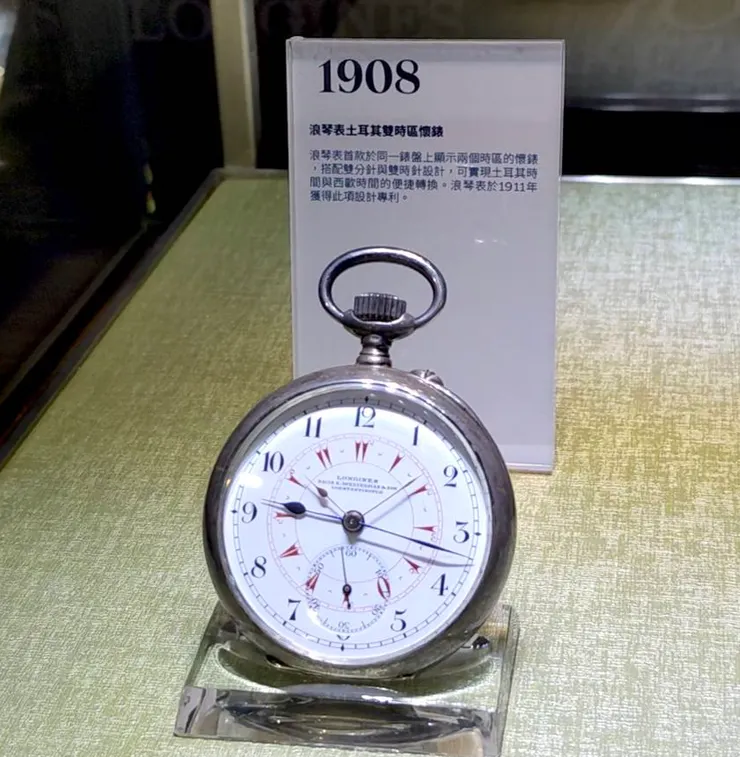 LONGINES
1908
浪琴表土耳其雙時區懷錶
浪琴表首款於同一錶盤上顯示兩個時區的懷錶
，搭配雙分針與雙時針設計，可實現土耳其時
間與西歐時間的便捷轉換。浪琴表於1911年
獲得此項設計專利。
12
11 1
10 2
9 3
8 4
7 5
LONGINES
60